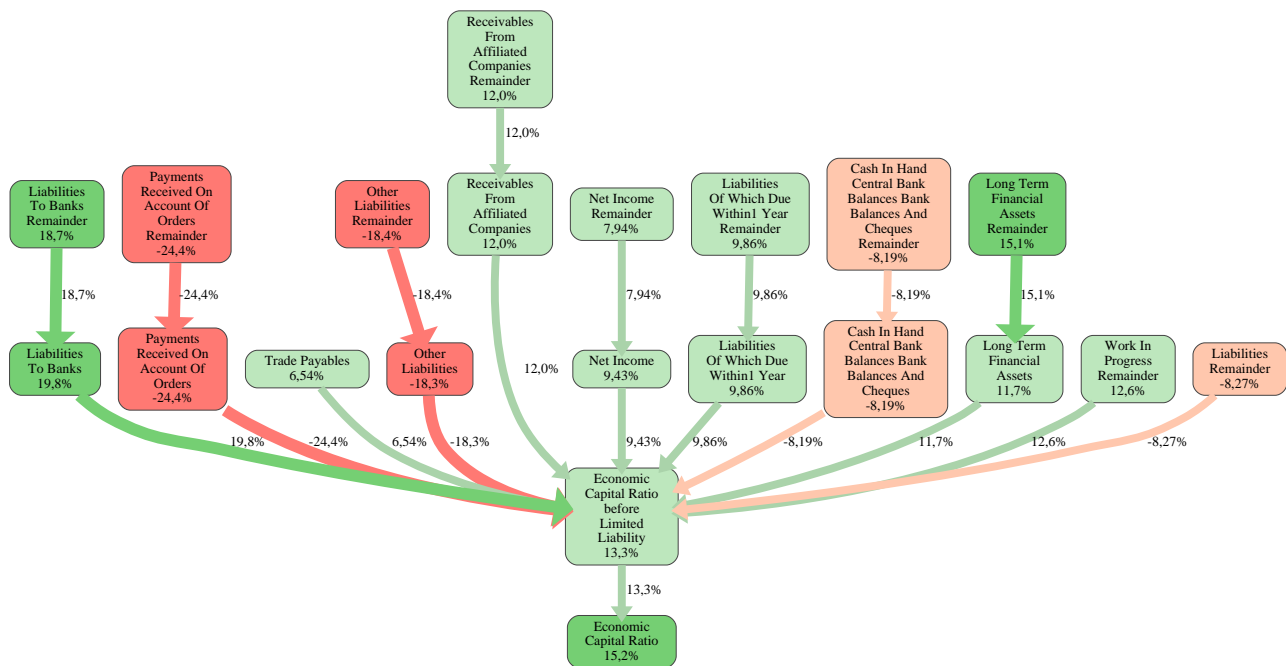 Receivables
From
Affiliated
Companies
Remainder
12,0%
12,0%
Liabilities
To Banks
Remainder
18,7%
Payments
Received On
Account Of
Orders
Remainder
-24,4%
Other
Liabilities
Remainder
-18,4%
Receivables
From
Affiliated
Companies
12,0%
Net Income
Remainder
7,94%
Liabilities
Of Which Due
Within1 Year
Remainder
9,86%
Cash In Hand
Central Bank
Balances Bank
Balances And
Cheques
Remainder
-8,19%
Long Term
Financial
Assets
Remainder
15,1%
18,7%
-24,4%
-18,4%
7,94%
9,86%
-8,19%
15,1%
Liabilities
To Banks
19,8%
Payments
Received On
Account Of
Orders
-24,4%
Trade Payables
6,54%
Other
Liabilities
-18,3%
12,0%
Net Income
9,43%
Liabilities
Of Which Due
Within1 Year
9,86%
Cash In Hand
Central Bank
Balances Bank
Balances And
Cheques
-8,19%
Long Term
Financial
Assets
11,7%
Work In
Progress
Remainder
12,6%
Liabilities
Remainder
-8,27%
19,8%
-24,4%
6,54%
-18,3%
9,43%
9,86%
-8,19%
11,7%
12,6%
-8,27%
Economic
Capital Ratio
before
Limited
Liability
13,3%
13,3%
Economic
Capital Ratio
15,2%